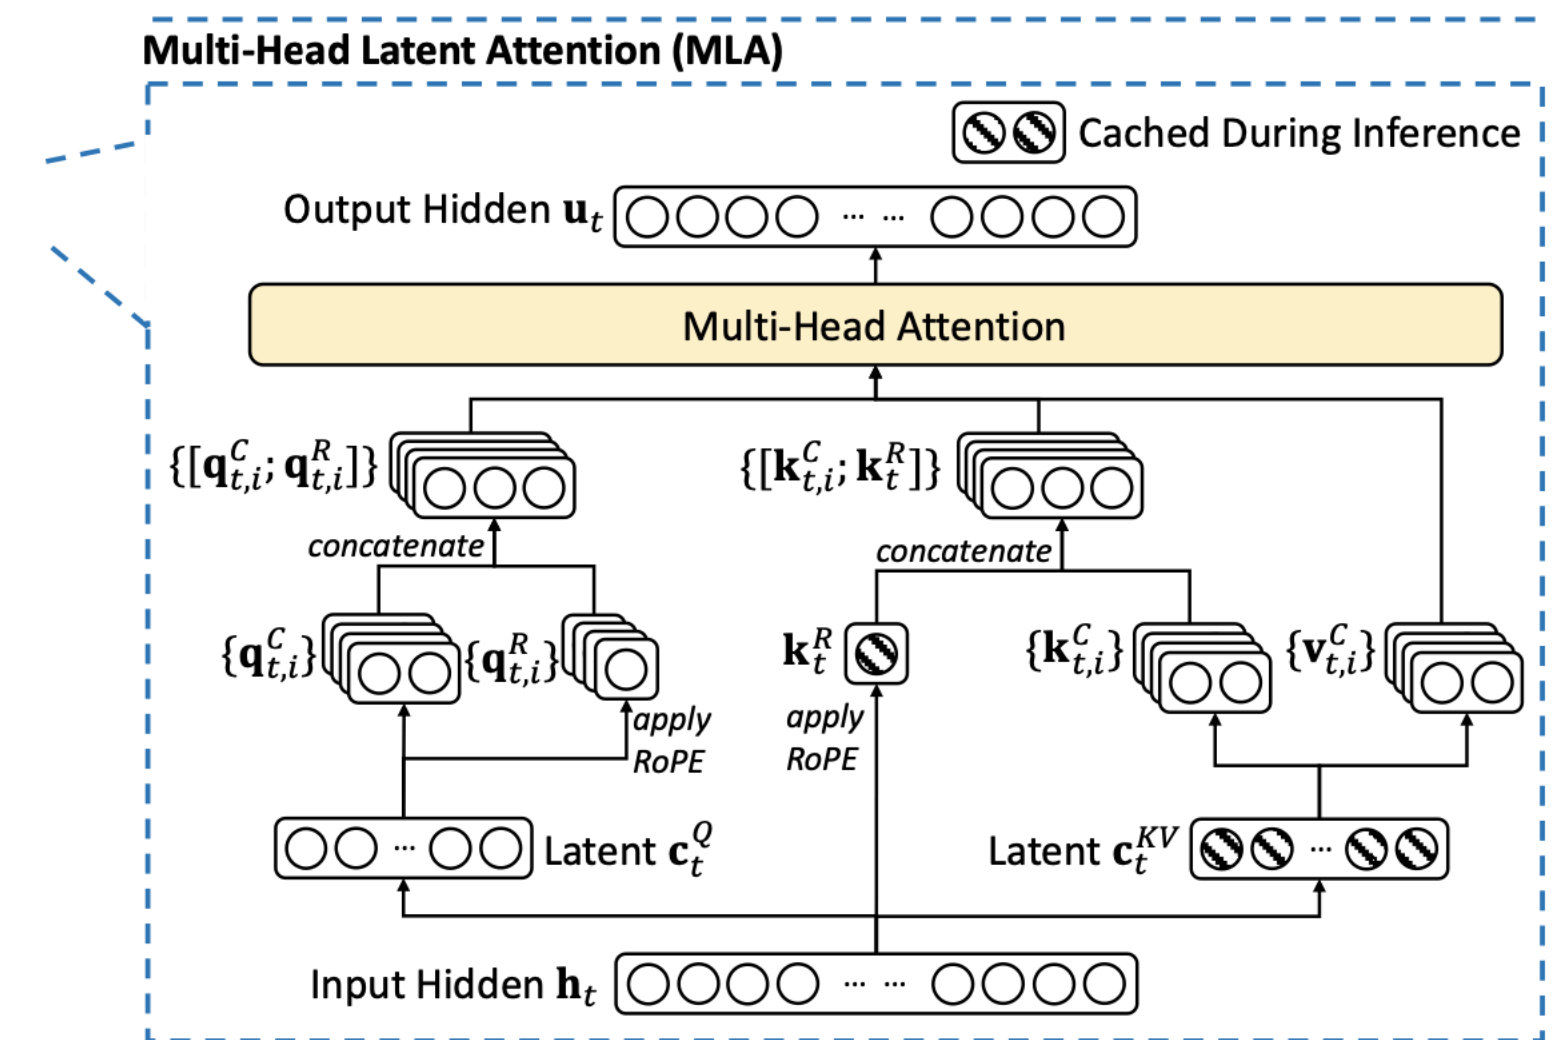 Multi-Head Latent Attention (MLA)
Cached During Inference
Output Hidden 𝐮_t
··· ···
Multi-Head Attention
{[𝐪^C_{t,i}; 𝐪^R_{t,i}]}
{[𝐤^C_{t,i}; 𝐤^R_t]}
concatenate
concatenate
{𝐪^C_{t,i}}
{𝐪^R_{t,i}}
𝐤^R_t
{𝐤^C_{t,i}}
{𝐯^C_{t,i}}
apply
RoPE
apply
RoPE
···
Latent 𝐜^Q_t
Latent 𝐜^{KV}_t
···
Input Hidden 𝐡_t
··· ···